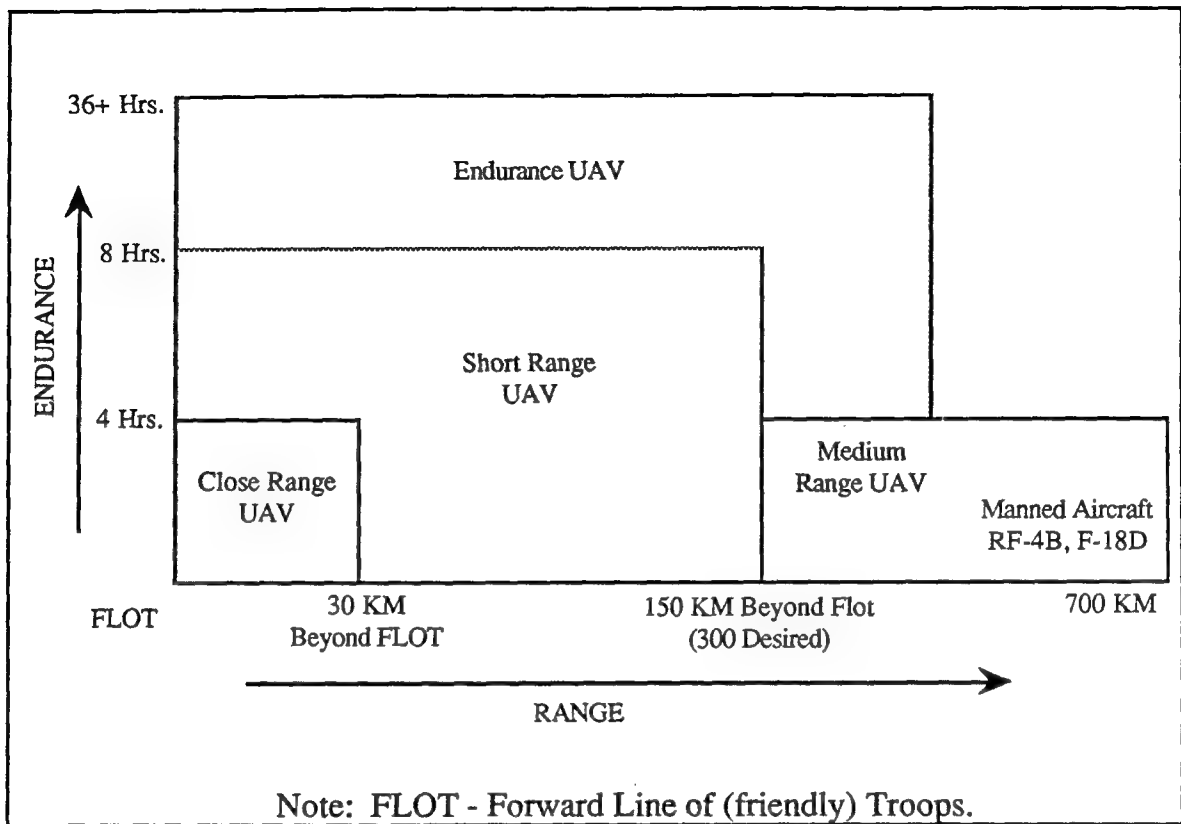 36+ Hrs.
Endurance UAV
8 Hrs.
ENDURANCE
Short Range
UAV
4 Hrs.
Close Range
UAV
Medium
Range UAV
Manned Aircraft
RF-4B, F-18D
FLOT
30 KM
Beyond FLOT
150 KM Beyond Flot
(300 Desired)
700 KM
RANGE
Note: FLOT - Forward Line of (friendly) Troops.